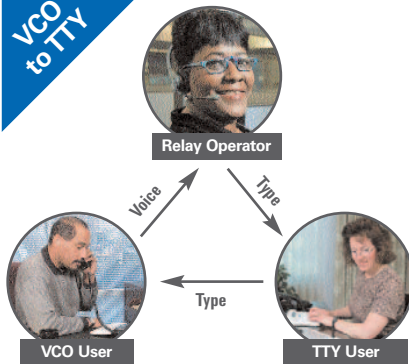 VCO
to TTY
Relay Operator
Voice
Type
Type
VCO User
TTY User